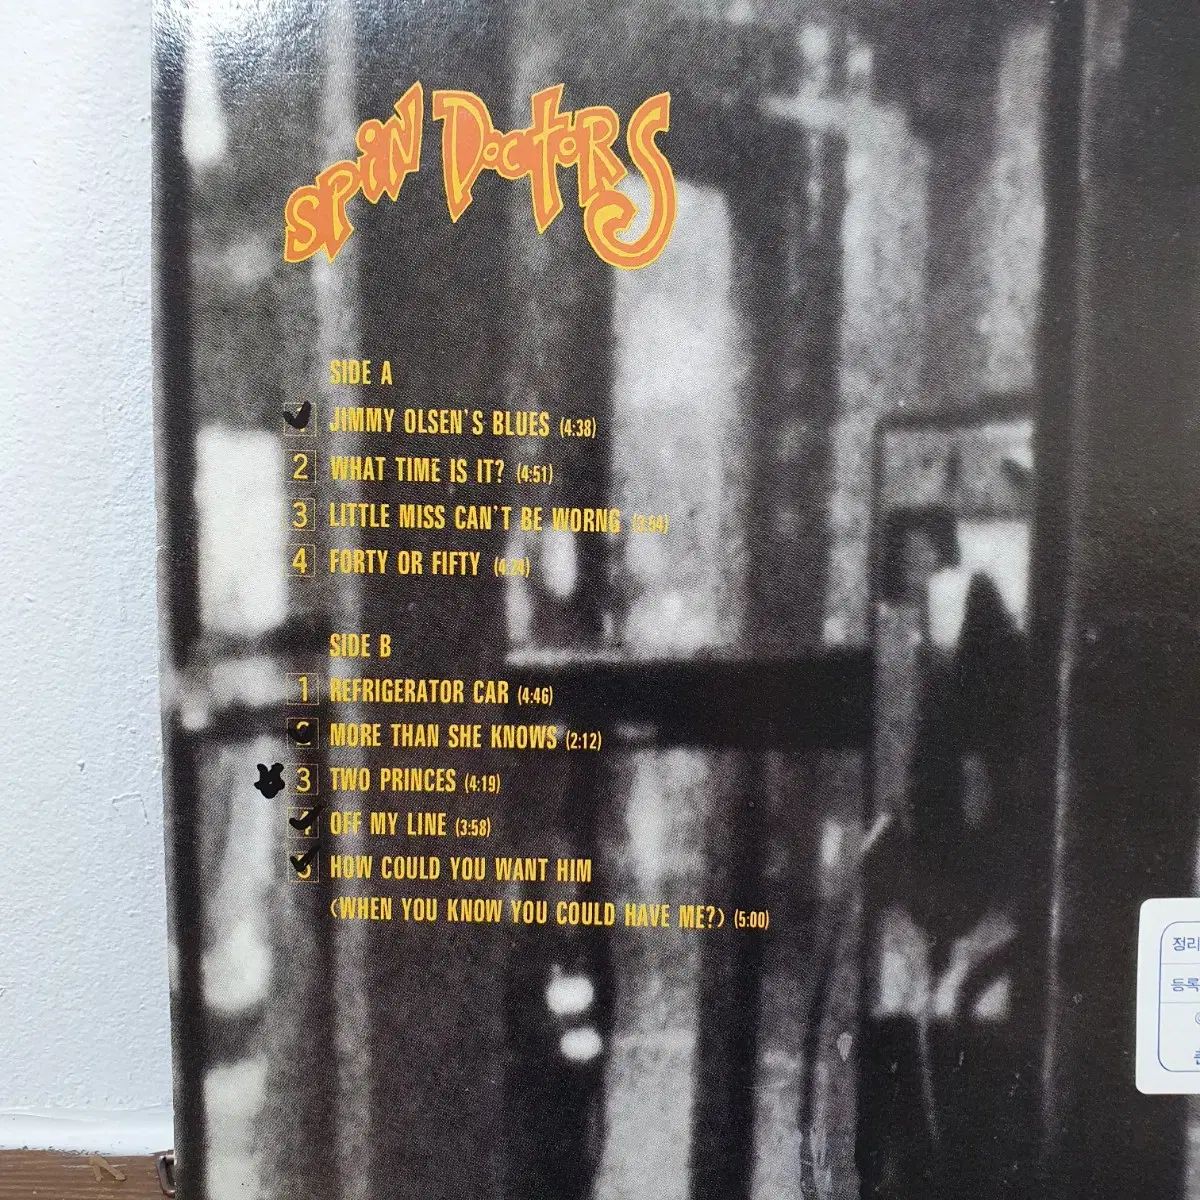 SPIN DOCTORS
SIDE A
JIMMY OLSEN'S BLUES (4:38)
2 WHAT TIME IS IT? (4:51)
3 LITTLE MISS CAN'T BE WORNG
4 FORTY OR FIFTY
SIDE B
1 REFRIGERATOR CAR (4:46)
2 MORE THAN SHE KNOWS (2:12)
3 TWO PRINCES (4:19)
4 OFF MY LINE (3:58)
5 HOW COULD YOU WANT HIM
(WHEN YOU KNOW YOU COULD HAVE ME?) (5:00)
정리
등록